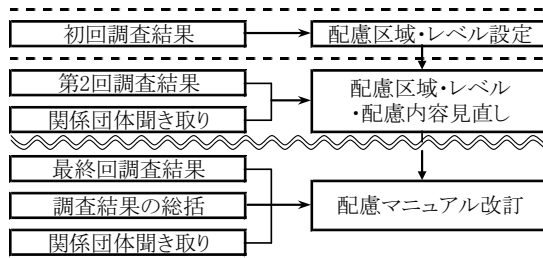 初回調査結果
配慮区域・レベル設定
第2回調査結果
関係団体聞き取り
配慮区域・レベル
・配慮内容見直し
最終回調査結果
調査結果の総括
関係団体聞き取り
配慮マニュアル改訂